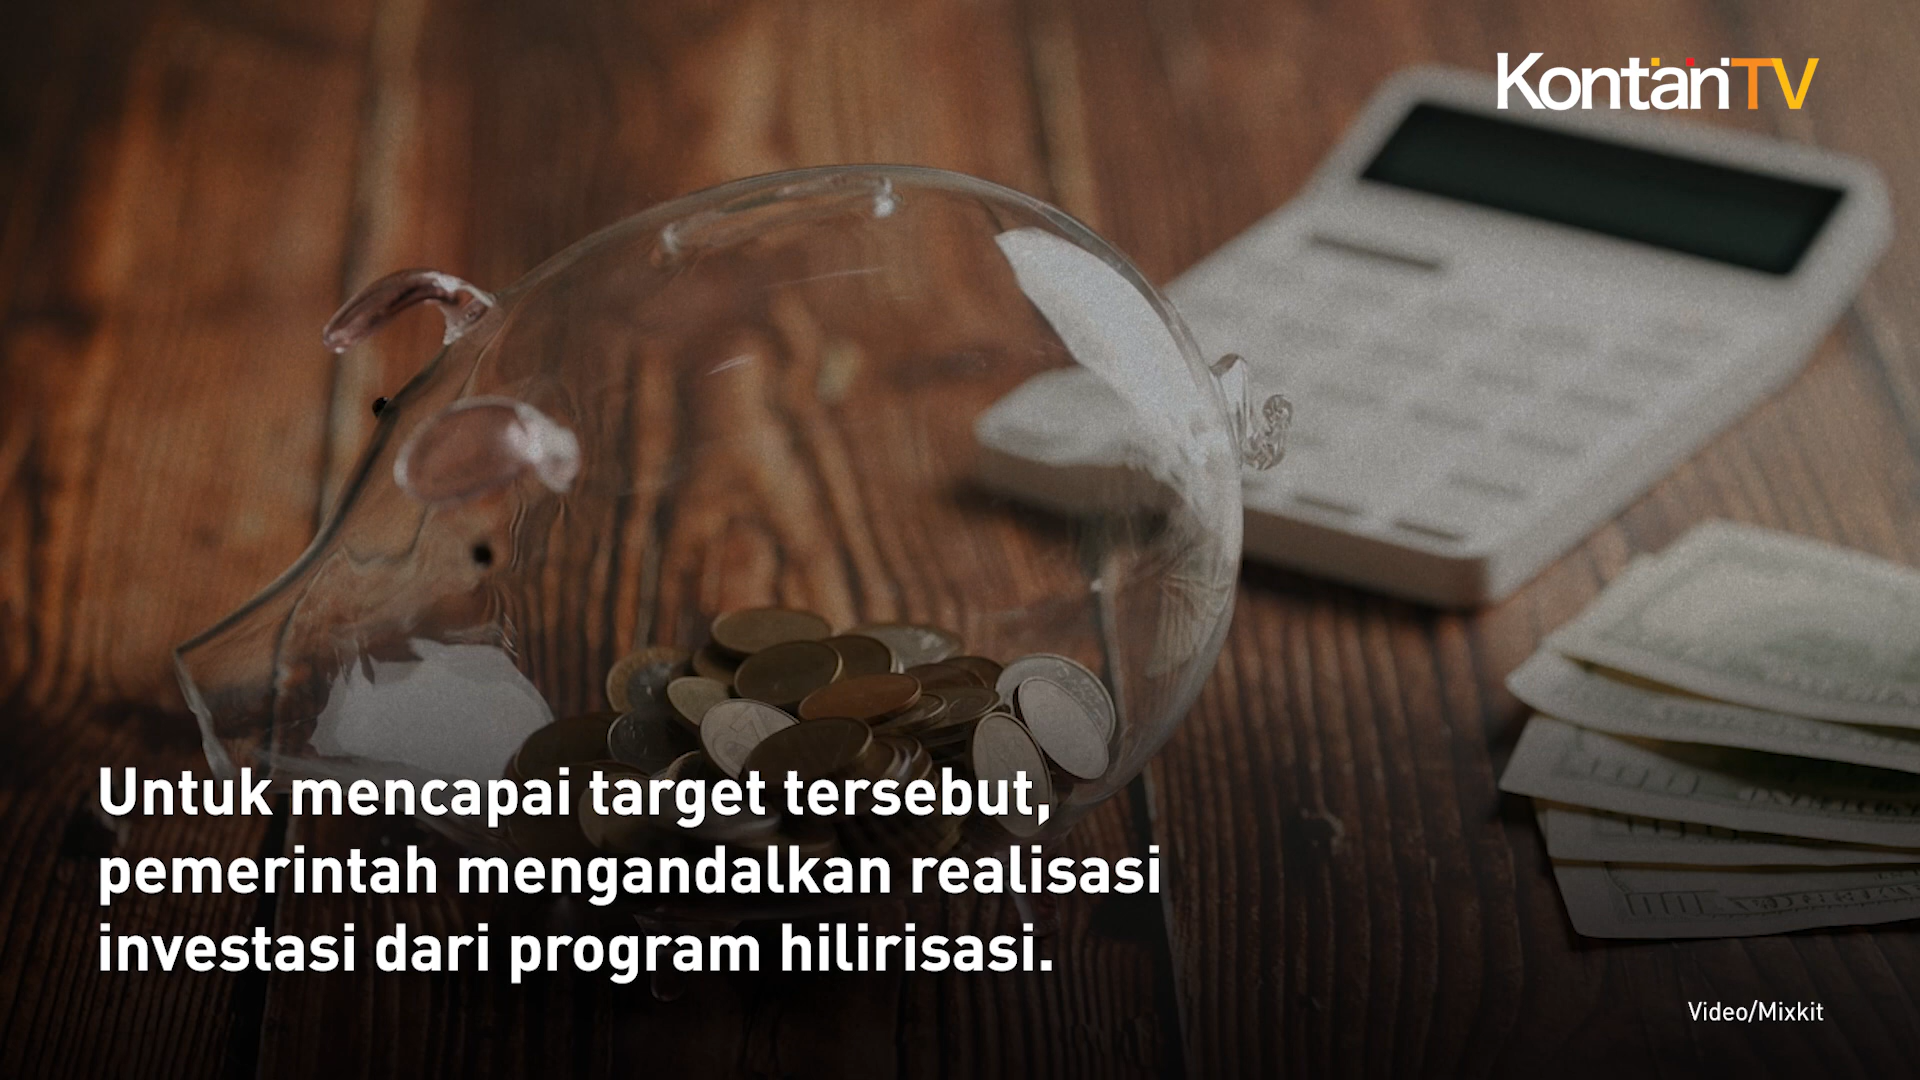 KontanTV
Untuk mencapai target tersebut,
pemerintah mengandalkan realisasi
investasi dari program hilirisasi.
Video/Mixkit